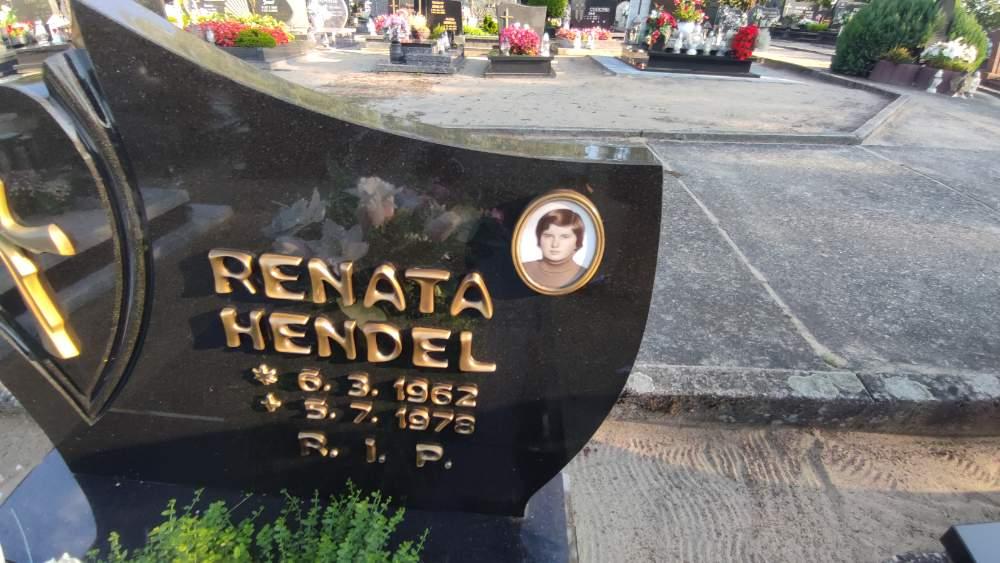 RENATA
HENDEL
* 6. 3. 1962
+ 5. 7. 1978
R. i. P.